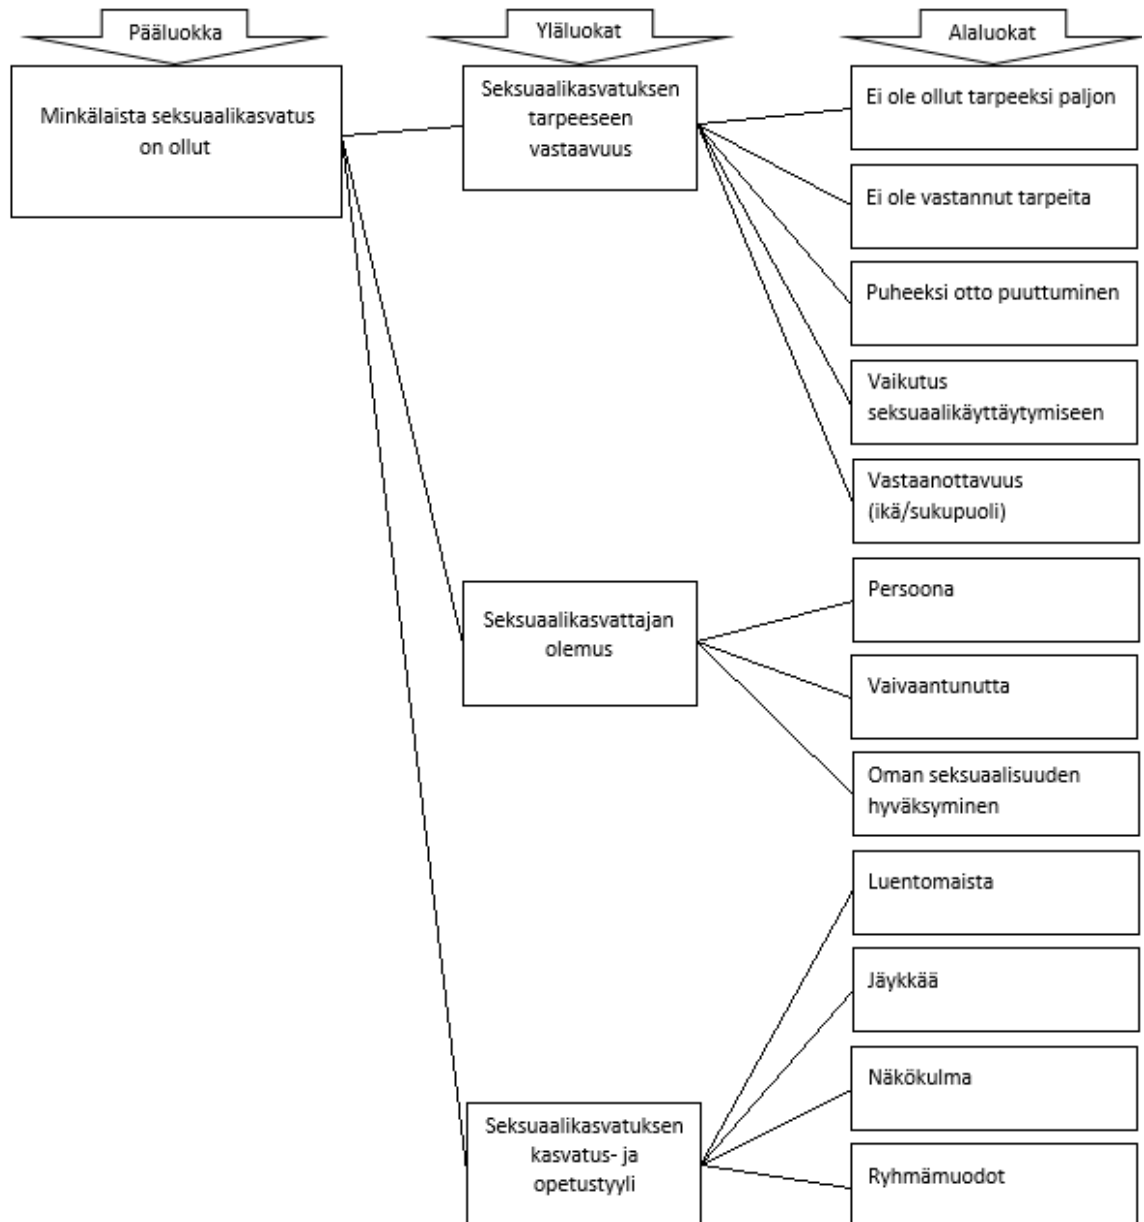 Pääluokka
Yläluokat
Alaluokat
Minkälaista seksuaalikasvatus
on ollut
Seksuaalikasvatuksen
tarpeeseen
vastaavuus
Ei ole ollut tarpeeksi paljon
Ei ole vastannut tarpeita
Puheeksi otto puuttuminen
Vaikutus
seksuaalikäyttäytymiseen
Vastaanottavuus
(ikä/sukupuoli)
Seksuaalikasvattajan
olemus
Persoona
Vaivaantunutta
Oman seksuaalisuuden
hyväksyminen
Seksuaalikasvatuksen
kasvatus- ja
opetustyyli
Luentomaista
Jäykkää
Näkökulma
Ryhmämuodot